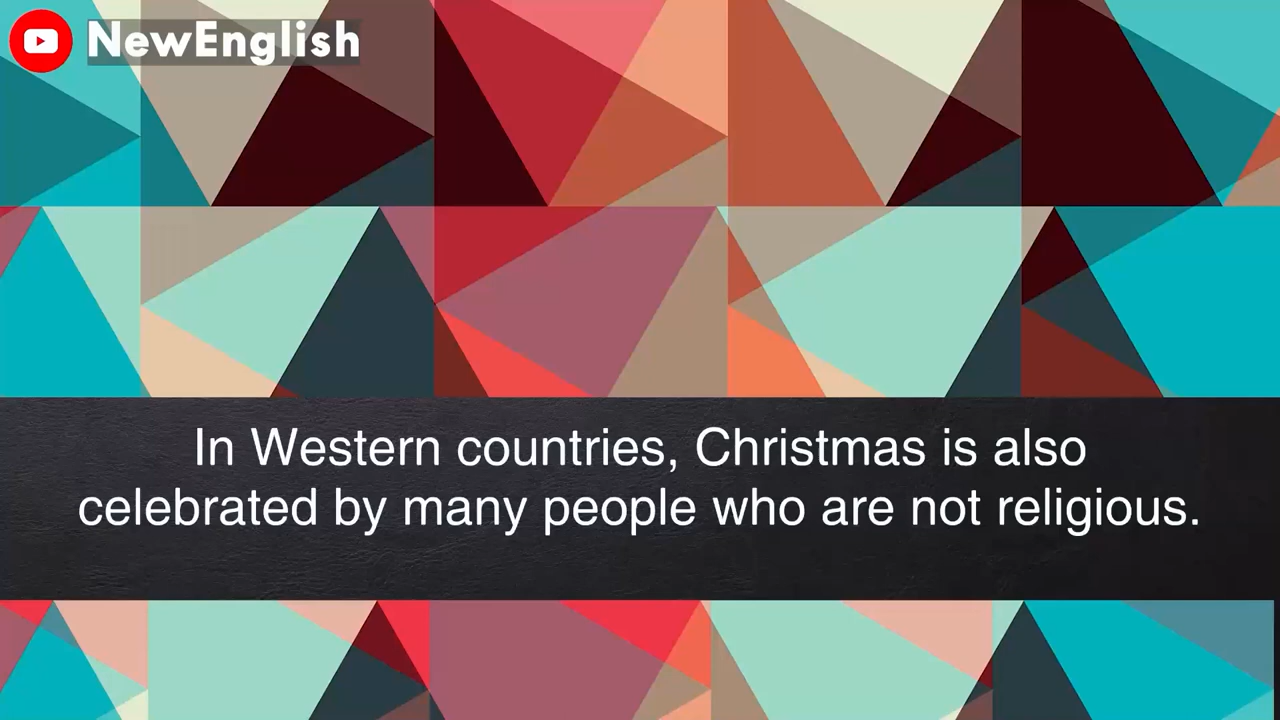 NewEnglish
In Western countries, Christmas is also
celebrated by many people who are not religious.